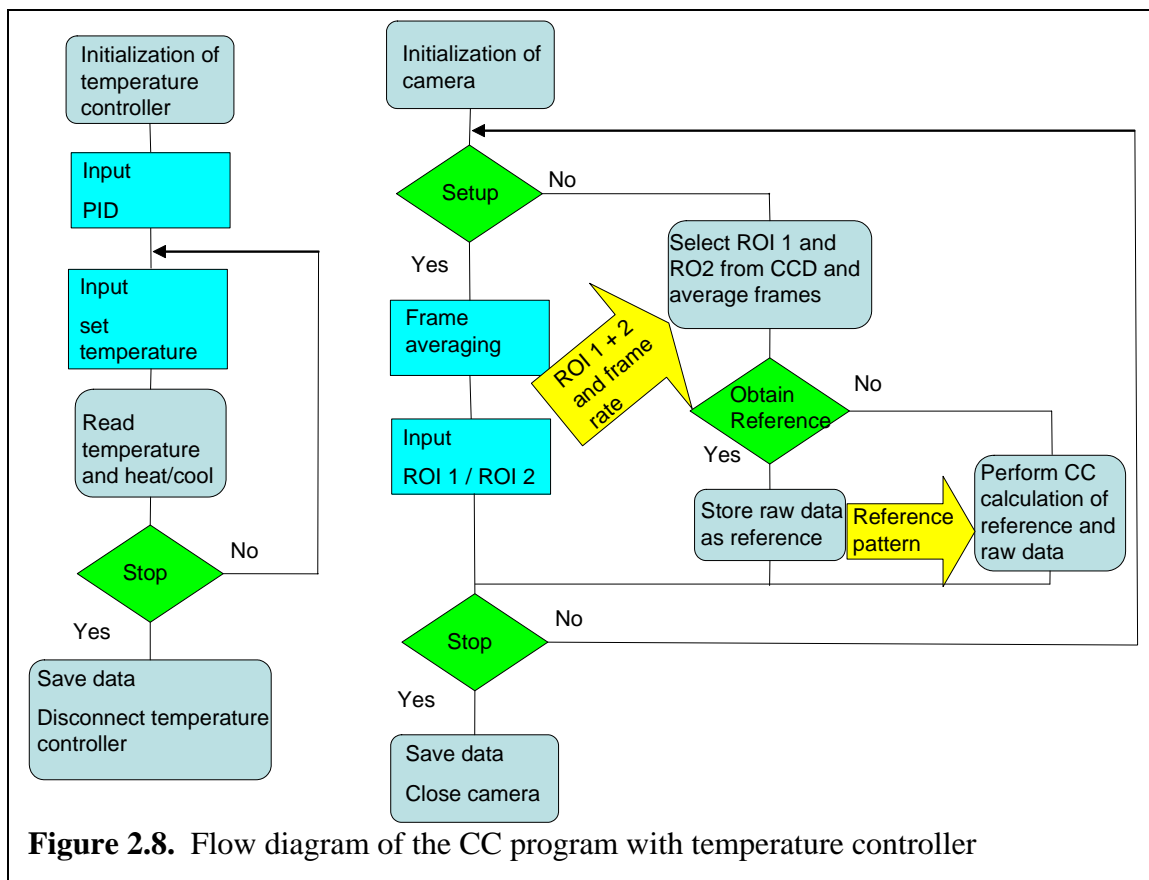 Initialization of
temperature
controller
Input
PID
Input
set
temperature
Read
temperature
and heat/cool
Stop
No
Yes
Save data
Disconnect temperature
controller
Initialization of
camera
Setup
No
Yes
Frame
averaging
Input
ROI 1 / ROI 2
ROI 1 + 2
and frame
rate
Select ROI 1 and
RO2 from CCD and
average frames
Obtain
Reference
No
Yes
Store raw data
as reference
Reference
pattern
Perform CC
calculation of
reference and
raw data
Stop
No
Yes
Save data
Close camera
Figure 2.8. Flow diagram of the CC program with temperature controller